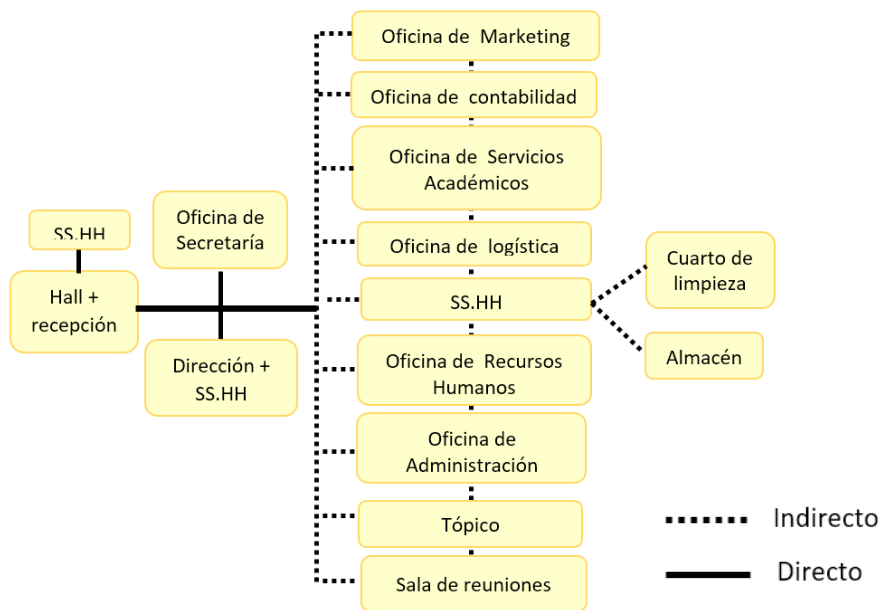 Oficina de Marketing
Oficina de contabilidad
Oficina de Servicios
Académicos
Oficina de logística
SS.HH
Oficina de Recursos
Humanos
Oficina de
Administración
Tópico
Sala de reuniones
SS.HH
Hall +
recepción
Oficina de
Secretaría
Dirección +
SS.HH
Cuarto de
limpieza
Almacén
Indirecto
Directo